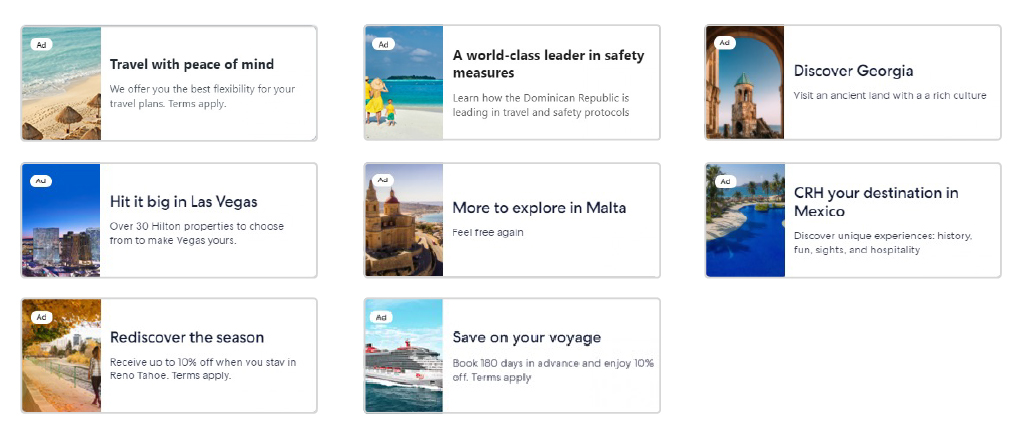 Ad
Travel with peace of mind
We offer you the best flexibility for your
travel plans. Terms apply.
Ad
A world-class leader in safety
measures
Learn how the Dominican Republic is
leading in travel and safety protocols
Ad
Discover Georgia
Visit an ancient land with a a rich culture
Ad
Hit it big in Las Vegas
Over 30 Hilton properties to choose
from to make Vegas yours.
Ad
More to explore in Malta
Feel free again
Ad
CRH your destination in
Mexico
Discover unique experiences: history,
fun, sights, and hospitality
Ad
Rediscover the season
Receive up to 10% off when you stay in
Reno Tahoe. Terms apply.
Ad
Save on your voyage
Book 180 days in advance and enjoy 10%
off. Terms apply